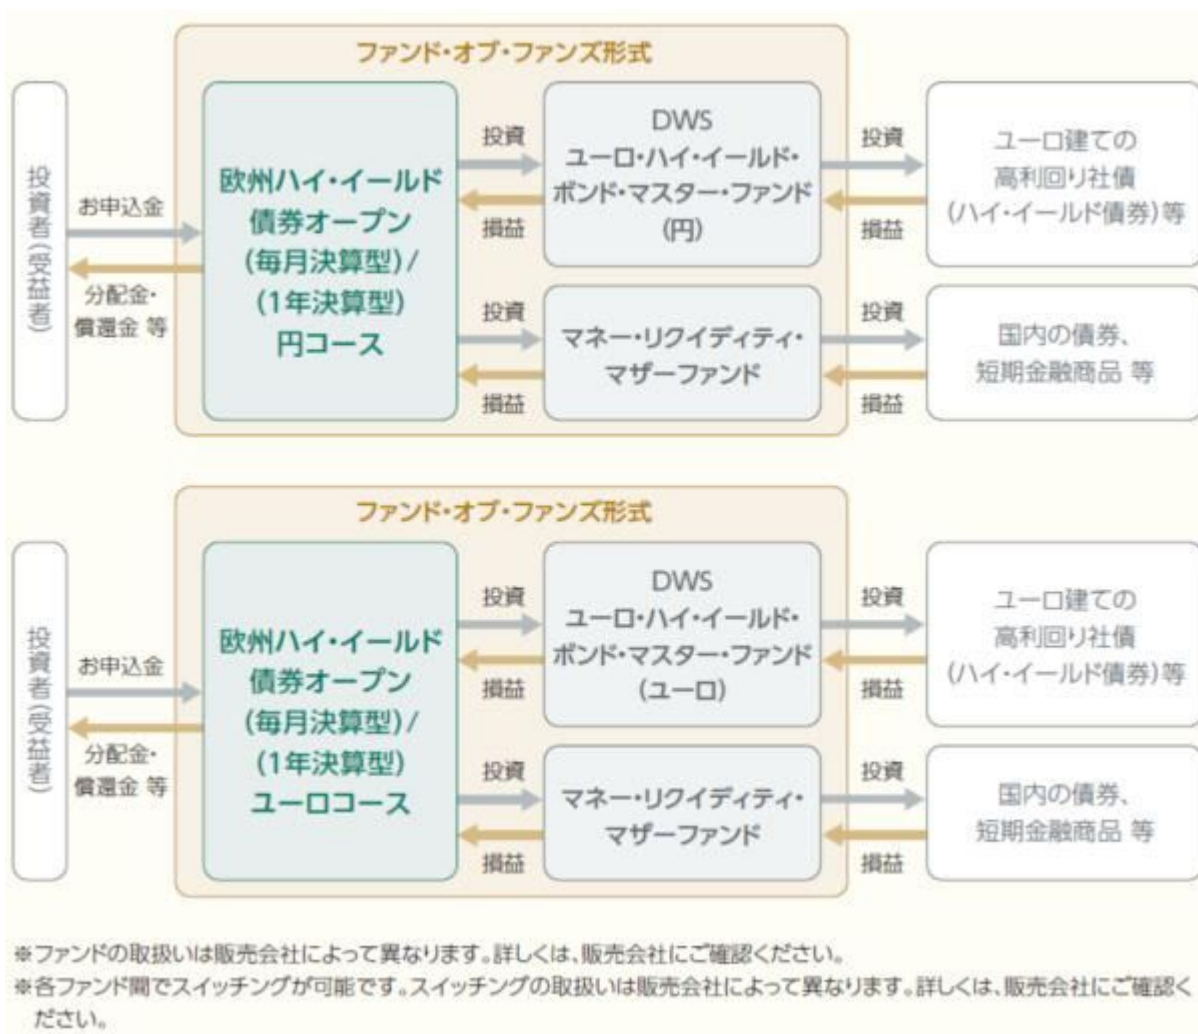 ファンド・オブ・ファンズ形式
投資者(受益者)
お申込金
分配金・
償還金 等
欧州ハイ・イールド
債券オープン
(毎月決算型)/
(1年決算型)
円コース
投資
損益
DWS
ユーロ・ハイ・イールド・
ボンド・マスター・ファンド
(円)
投資
損益
ユーロ建ての
高利回り社債
(ハイ・イールド債券)等
投資
損益
マネー・リクイディティ・
マザーファンド
投資
損益
国内の債券、
短期金融商品 等
ファンド・オブ・ファンズ形式
投資者(受益者)
お申込金
分配金・
償還金 等
欧州ハイ・イールド
債券オープン
(毎月決算型)/
(1年決算型)
ユーロコース
投資
損益
DWS
ユーロ・ハイ・イールド・
ボンド・マスター・ファンド
(ユーロ)
投資
損益
ユーロ建ての
高利回り社債
(ハイ・イールド債券)等
投資
損益
マネー・リクイディティ・
マザーファンド
投資
損益
国内の債券、
短期金融商品 等
※ファンドの取扱いは販売会社によって異なります。詳しくは、販売会社にご確認ください。
※各ファンド間でスイッチングが可能です。スイッチングの取扱いは販売会社によって異なります。詳しくは、販売会社にご確認く
ださい。